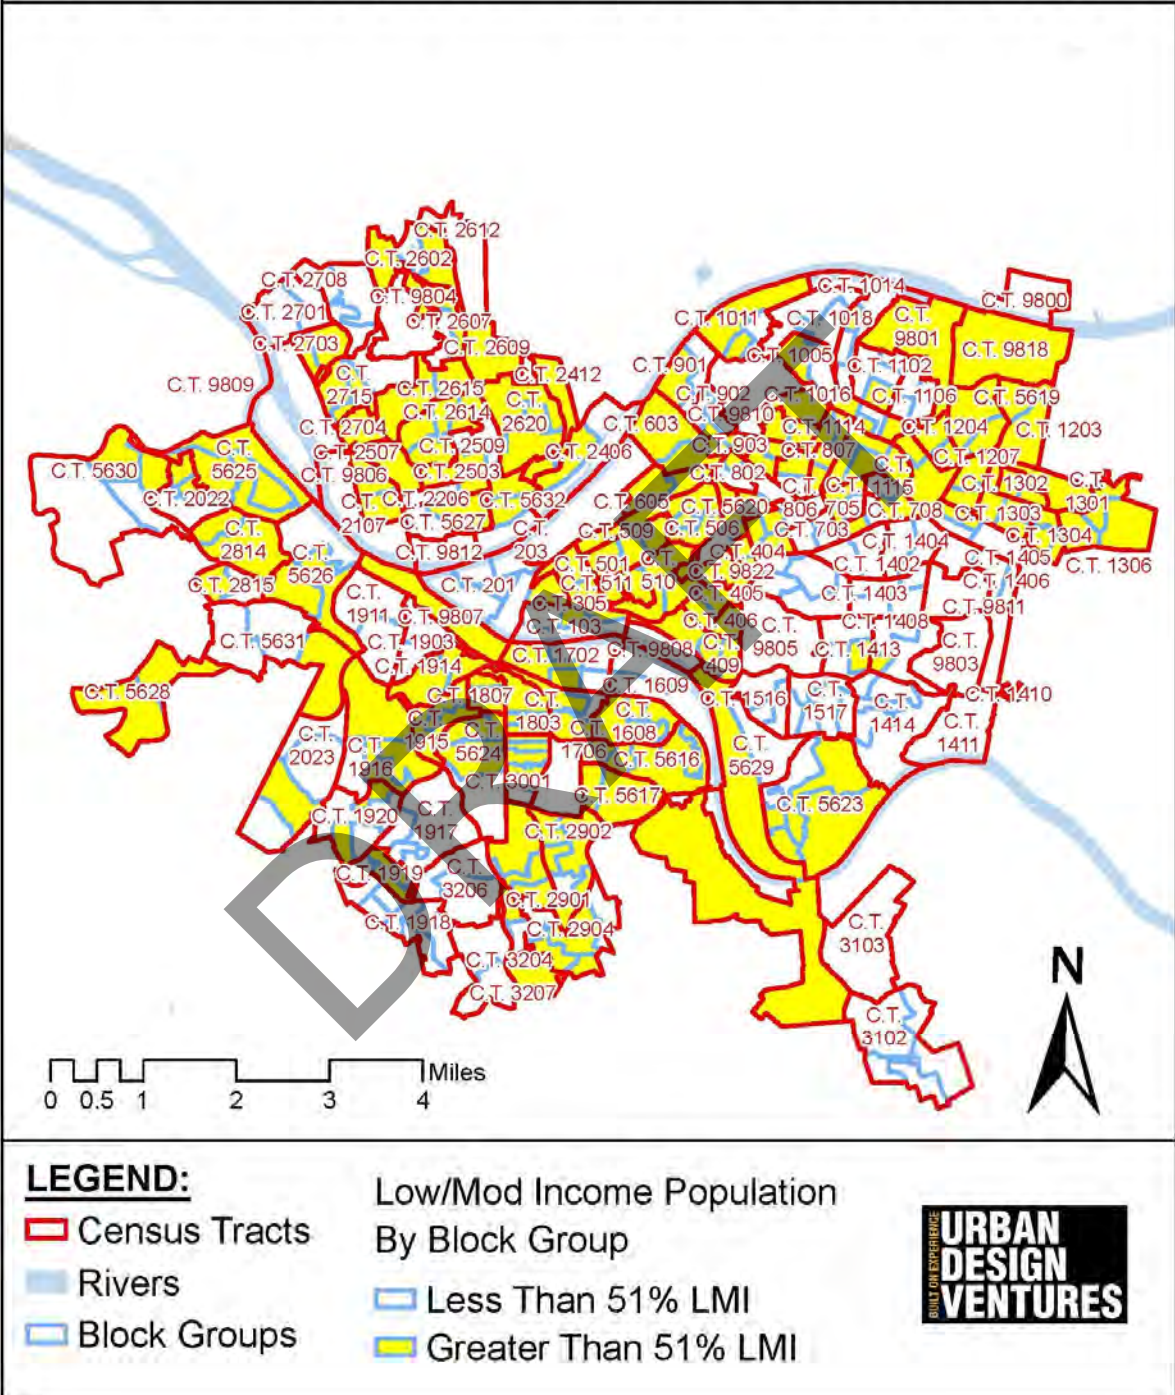 C.T. 2612
C.T. 2602
C.T. 2708
C.T. 9804
C.T. 1014
C.T. 9800
C.T. 2701
C.T. 2607
C.T. 1011
C.T. 1018
C.T.
9801
C.T. 2703
C.T. 2609
C.T. 1005
C.T. 9818
C.T. 901
C.T. 1102
C.T. 9809
C.T.
2715
C.T. 2615
C.T. 2412
C.T. 902
C.T. 1016
C.T. 1106
C.T. 5619
C.T. 2614
C.T.
2620
C.T. 9810
C.T. 2704
C.T. 603
C.T. 1114
C.T. 1204
C.T. 1203
C.T. 2507
C.T. 2509
C.T. 2406
C.T. 903
C.T. 807
C.T. 1207
C.T. 5630
C.T.
5625
C.T. 9806
C.T. 2503
C.T. 802
C.T.
1115
C.T. 1302
C.T.
1301
C.T. 2022
C.T.
2107
C.T. 2206
C.T. 5632
C.T. 605
C.T. 5620
C.T.
806
C.T.
705
C.T. 708
C.T. 1303
C.T. 5627
C.T.
203
C.T. 509
C.T. 506
C.T. 703
C.T. 1304
C.T.
2814
C.T. 9812
C.T. 404
C.T. 1404
C.T. 1405
C.T. 1306
C.T. 2815
C.T.
5626
C.T. 201
C.T. 501
C.T. 511
C.T.
510
C.T.
9822
C.T. 1402
C.T. 1406
C.T. 405
C.T. 1403
C.T.
1911
C.T. 9807
C.T. 305
C.T. 103
C.T. 406
C.T.
9805
C.T. 1408
C.T. 9811
C.T. 5631
C.T. 1903
C.T. 1702
C.T. 9808
C.T.
409
C.T. 1413
C.T.
9803
C.T. 1914
C.T. 5628
C.T. 1807
C.T. 1609
C.T. 1516
C.T.
1517
C.T.
1414
C.T. 1410
C.T.
2023
C.T.
1915
C.T.
1803
C.T.
1608
C.T.
1411
C.T.
1916
C.T.
5624
C.T.
1706
C.T. 5616
C.T.
5629
C.T. 3001
C.T. 5617
C.T. 5623
C.T. 1920
C.T.
1917
C.T. 2902
C.T. 1919
C.T.
3206
C.T. 2901
C.T. 1918
C.T. 2904
C.T.
3103
C.T. 3204
C.T. 3207
C.T.
3102
DRAFT
N
Miles
0 0.5 1 2 3 4
LEGEND:
Census Tracts
Rivers
Block Groups
Low/Mod Income Population
By Block Group
Less Than 51% LMI
Greater Than 51% LMI
BUILT ON EXPERIENCE
URBAN
DESIGN
VENTURES